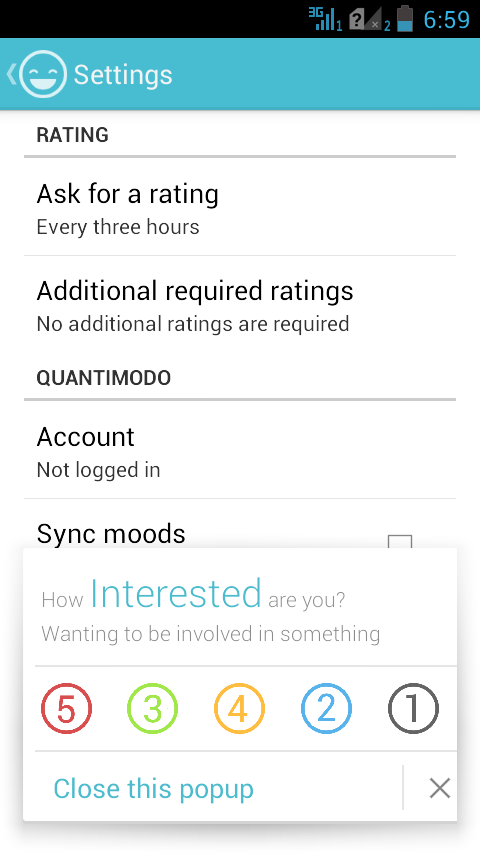 3G 1 ? 2 6:59
Settings
RATING
Ask for a rating
Every three hours
Additional required ratings
No additional ratings are required
QUANTIMODO
Account
Not logged in
Sync moods
How Interested are you?
Wanting to be involved in something
5 3 4 2 1
Close this popup